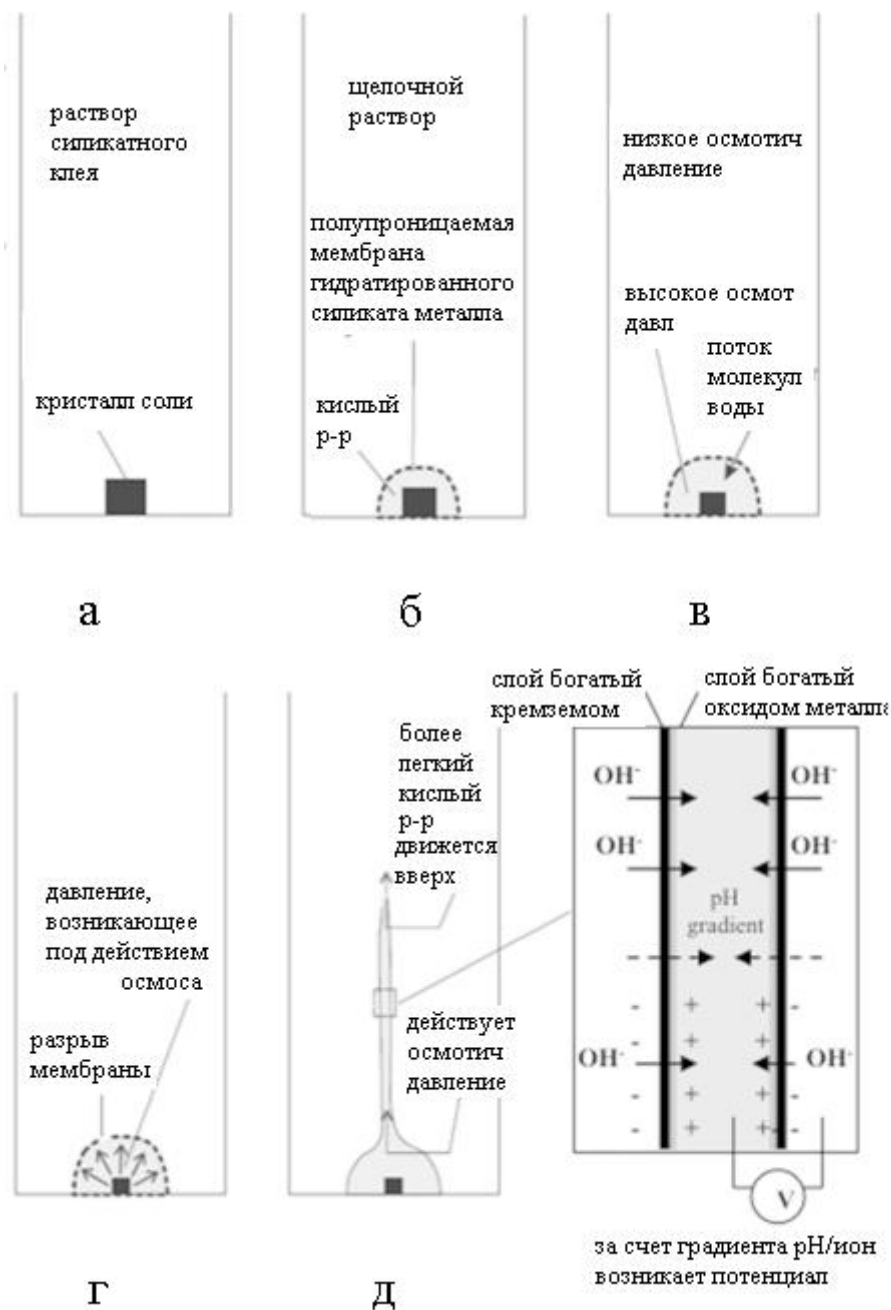 раствор
силикатного
клея
кристалл соли
а
щелочной
раствор
полупроницаемая
мембрана
гидратированного
силиката металла
кислый
р-р
б
низкое осмотич
давление
высокое осмот
давл
поток
молекул
воды
в
давление,
возникающее
под действием
осмоса
разрыв
мембраны
г
более
легкий
кислый
р-р
движется
вверх
действует
осмотич
давление
д
слой богатый
кремземом
слой богатый
оксидом металла
OH- OH-
OH- OH-
pH
gradient
- + + -
- + + -
OH- OH-
- + + -
- + + - -
V
за счет градиента pH/ион
возникает потенциал